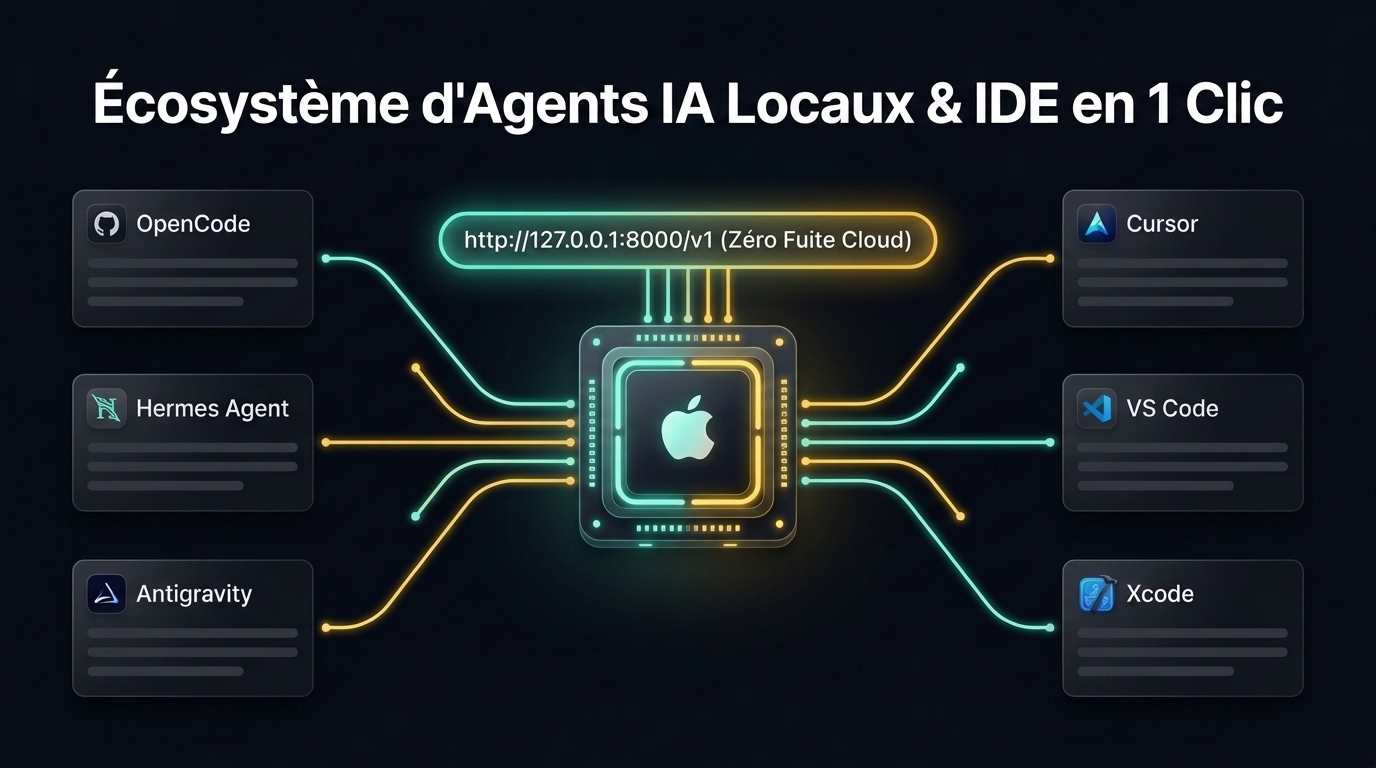 Écosystème d'Agents IA Locaux & IDE en 1 Clic
http://127.0.0.1:8000/v1 (Zéro Fuite Cloud)
OpenCode
Hermes Agent
Antigravity
Cursor
VS Code
Xcode